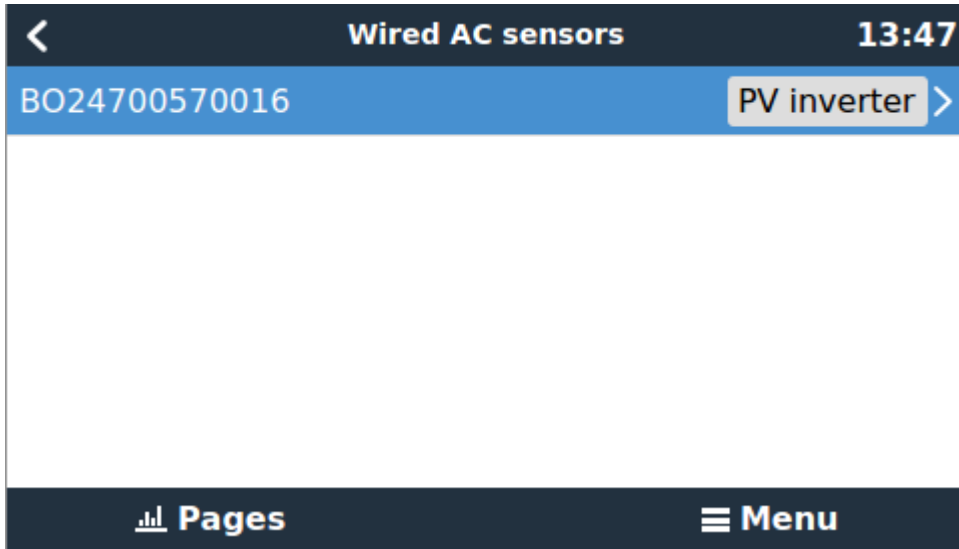 Wired AC sensors 13:47
BO24700570016 PV inverter
Pages Menu